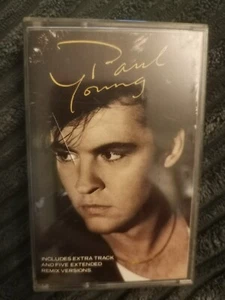 Paul
Young
INCLUDES EXTRA TRACK
AND FIVE EXTENDED
REMIX VERSIONS